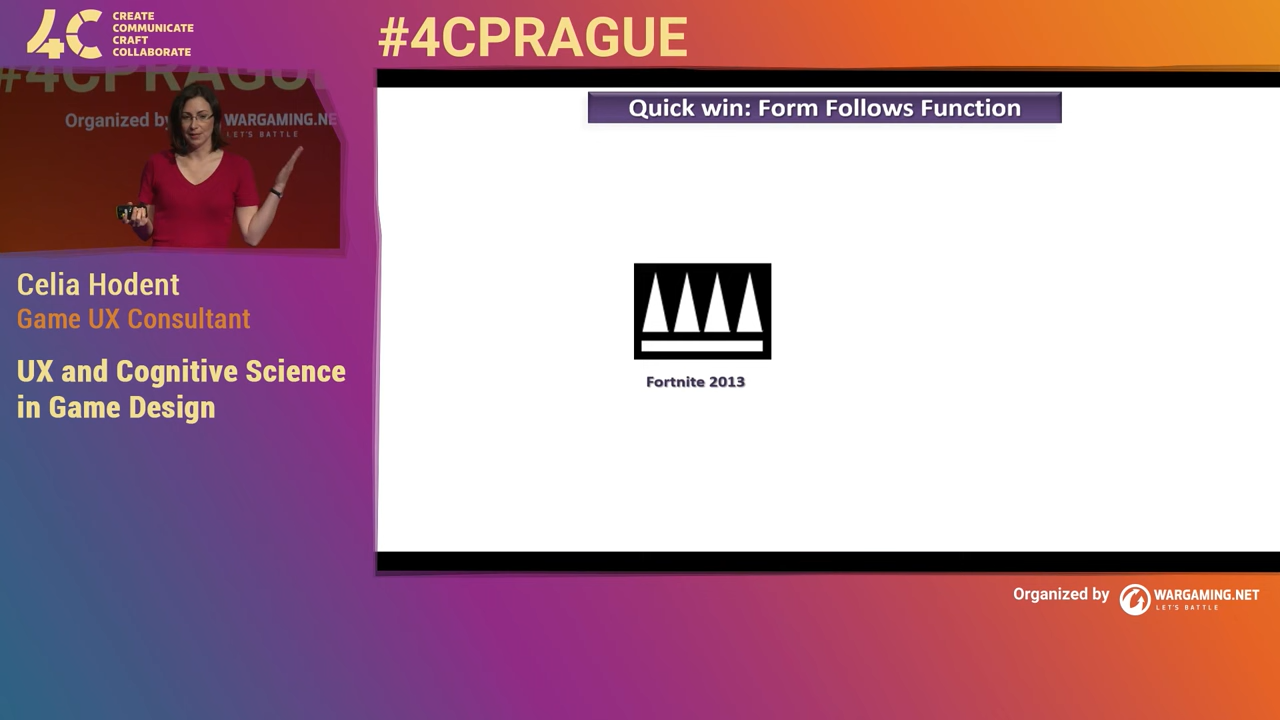 4C
CREATE
COMMUNICATE
CRAFT
COLLABORATE
#4CPRAGUE
#4CPRAGU
Organized by WARGAMING.NE
LET'S BATTLE
Quick win: Form Follows Function
Fortnite 2013
Celia Hodent
Game UX Consultant
UX and Cognitive Science
in Game Design
Organized by WARGAMING.NET
LET'S BATTLE